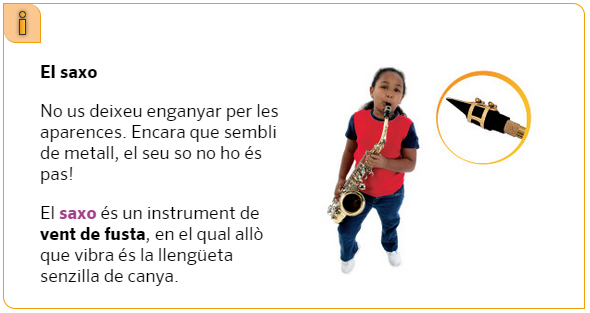 i
El saxo
No us deixeu enganyar per les
aparences. Encara que sembli
de metall, el seu so no ho és
pas!
El saxo és un instrument de
vent de fusta, en el qual allò
que vibra és la llengüeta
senzilla de canya.